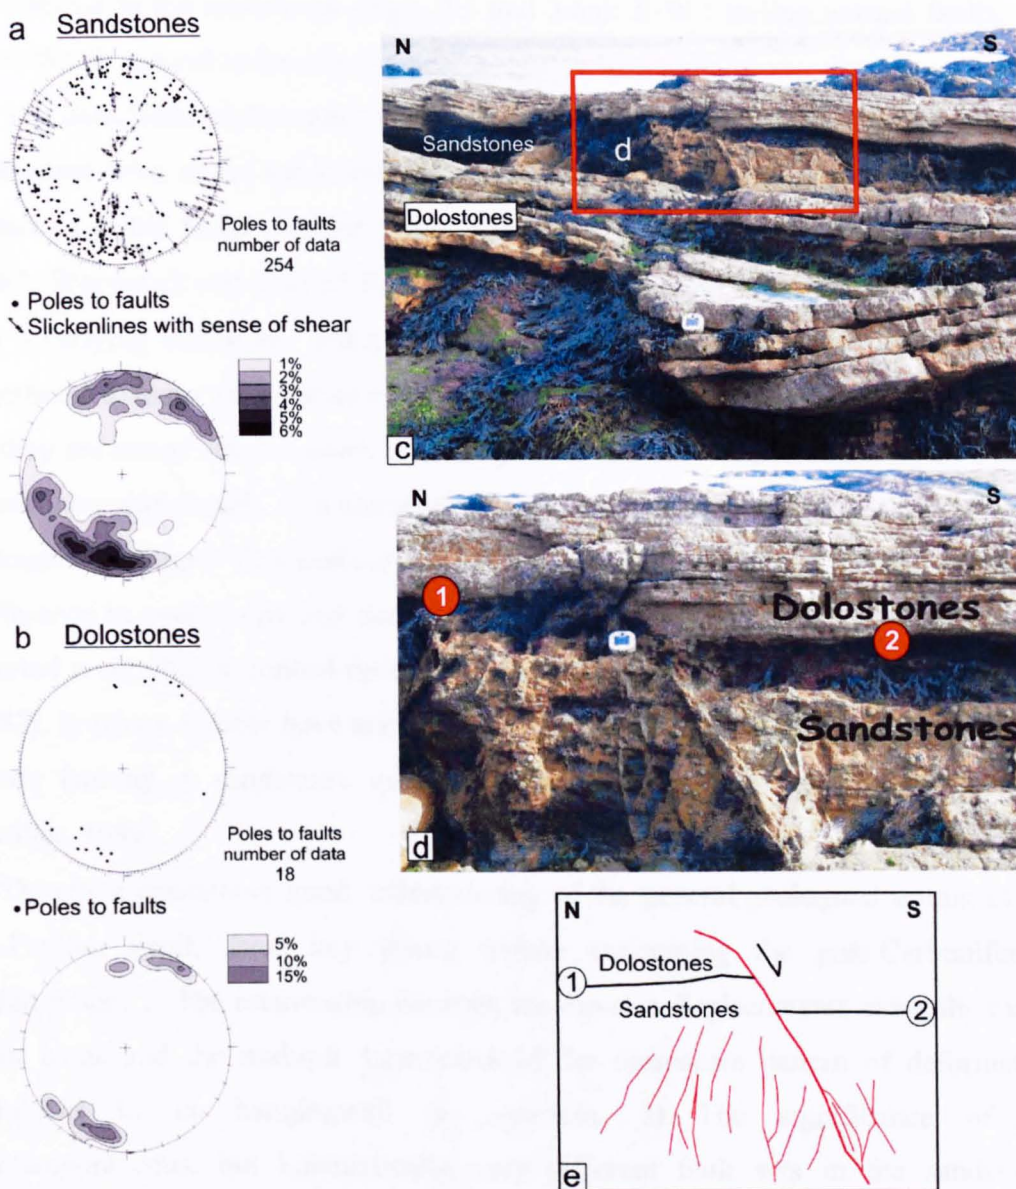 a Sandstones
Poles to faults
number of data
254
• Poles to faults
Slickenlines with sense of shear
1%
2%
3%
4%
5%
6%
b Dolostones
Poles to faults
number of data
18
• Poles to faults
5%
10%
15%
N S
Sandstones
d
Dolostones
c
N S
1
Dolostones
2
Sandstones
d
N S
Dolostones
1
Sandstones
2
e